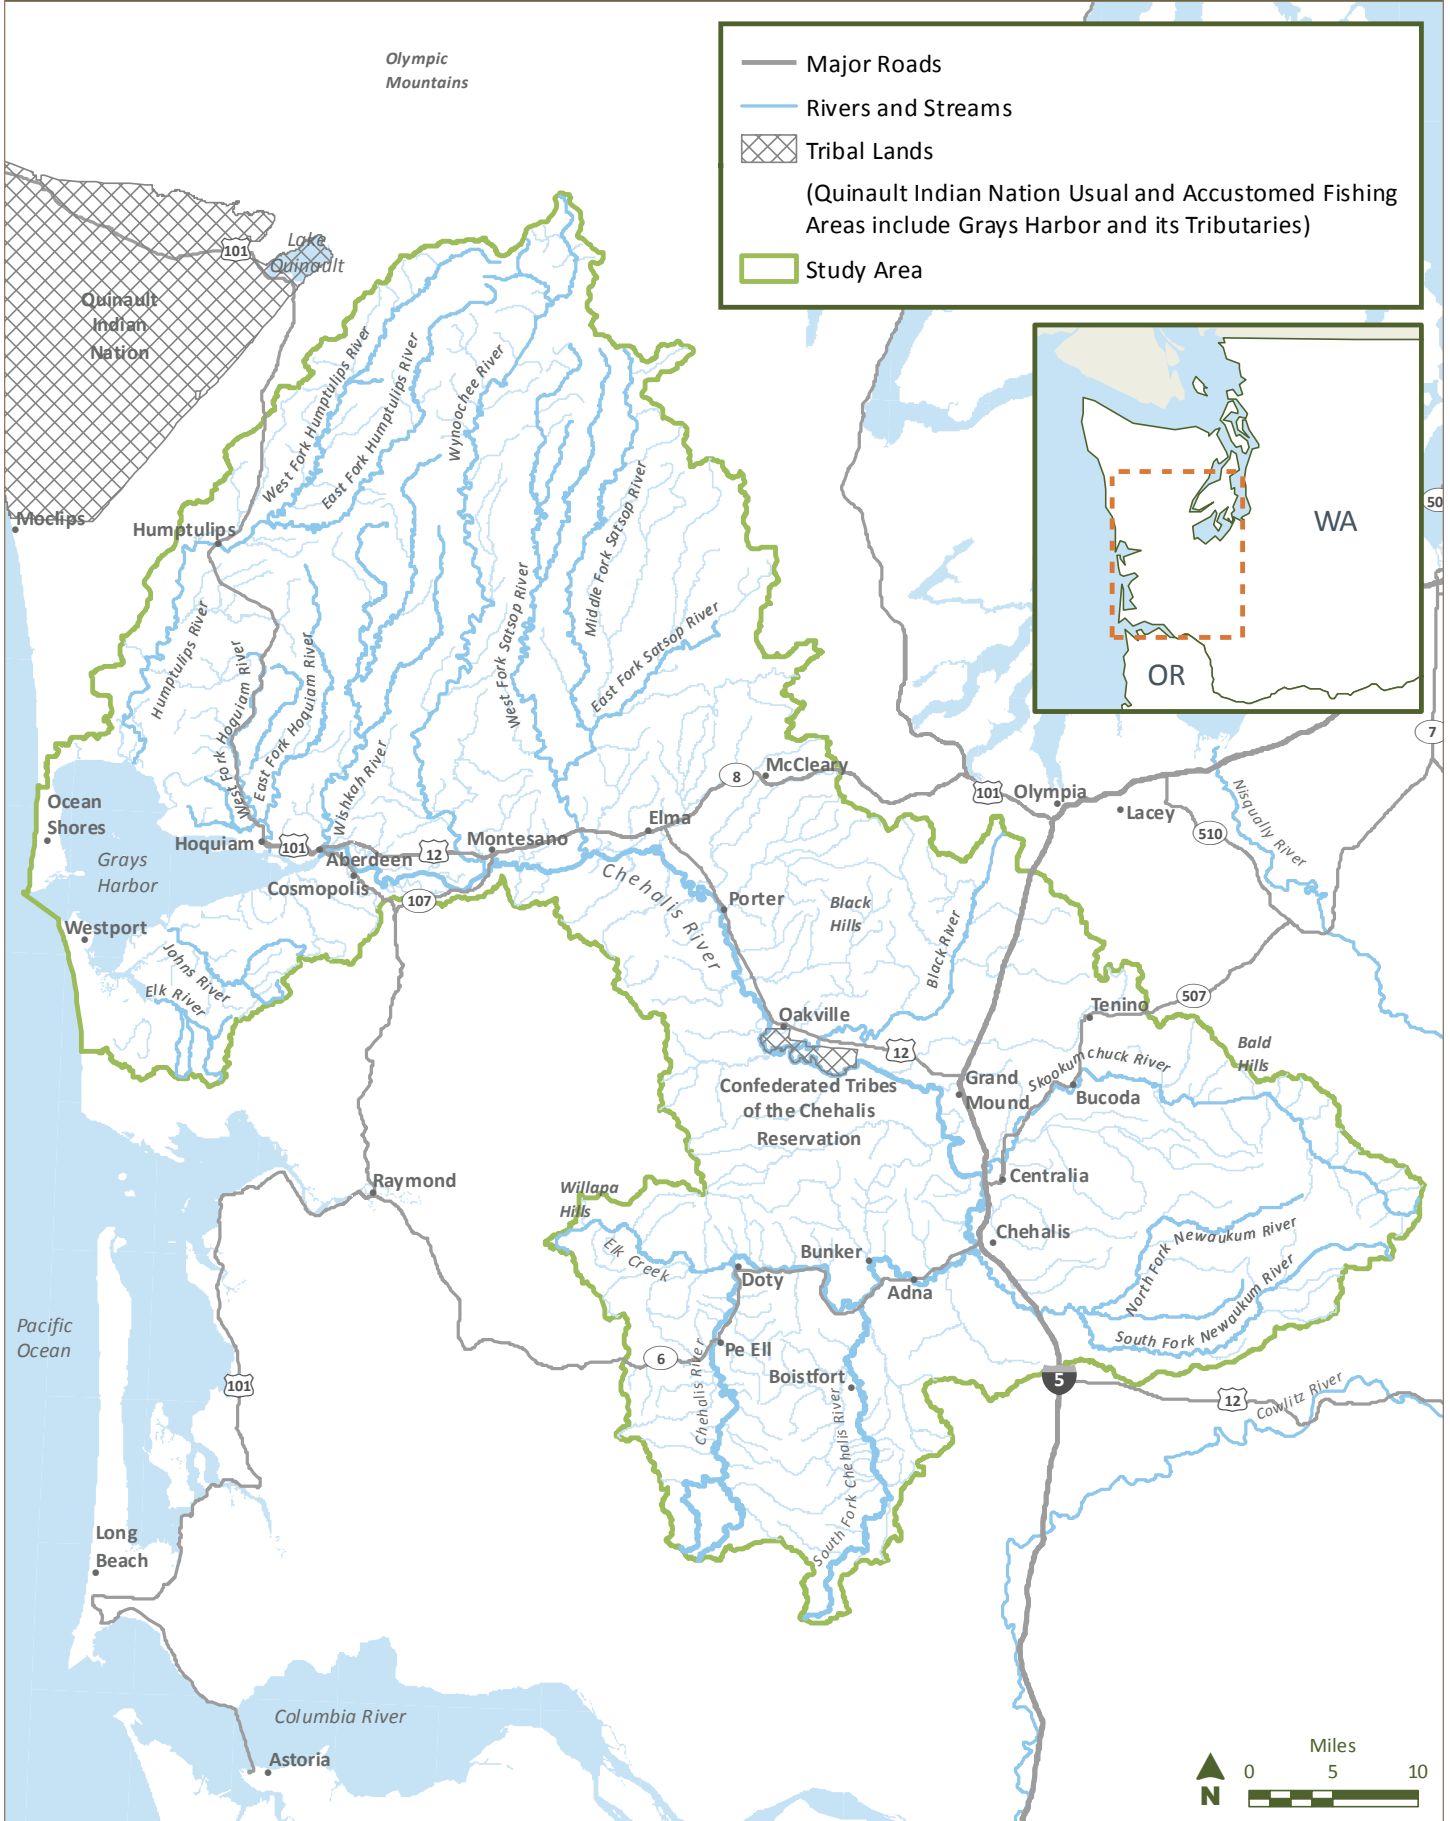 Olympic
Mountains
Major Roads
Rivers and Streams
Tribal Lands
(Quinault Indian Nation Usual and Accustomed Fishing
Areas include Grays Harbor and its Tributaries)
Study Area
WA
OR
101
Lake
Quinault
Quinault
Indian
Nation
Moclips
Humptulips
West Fork Humptulips River
East Fork Humptulips River
Wynoochee River
Middle Fork Satsop River
West Fork Satsop River
East Fork Satsop River
Humptulips River
West Fork Hoquiam River
East Fork Hoquiam River
Wishkah River
50
7
Ocean
Shores
Grays
Harbor
Hoquiam
101
Aberdeen
12
Montesano
Elma
8
McCleary
101
Olympia
Lacey
510
Nisqually River
Cosmopolis
107
Westport
Johns River
Elk River
Chehalis River
Porter
Black
Hills
Black River
Oakville
12
Tenino
507
Bald
Hills
Skookumchuck River
Grand
Mound
Bucoda
Confederated Tribes
of the Chehalis
Reservation
Centralia
Raymond
Willapa
Hills
Elk Creek
Bunker
Doty
Adna
Chehalis
North Fork Newaukum River
South Fork Newaukum River
Pacific
Ocean
101
6
Pe Ell
Boistfort
Chehalis River
South Fork Chehalis River
5
12
Cowlitz River
Long
Beach
Columbia River
Astoria
Miles
0 5 10
N